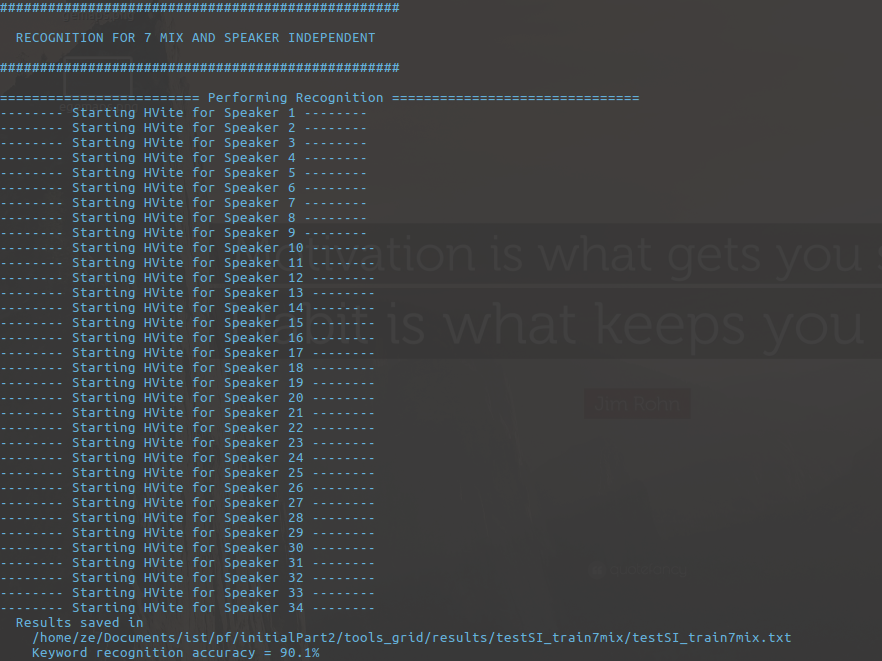 ##################################################
RECOGNITION FOR 7 MIX AND SPEAKER INDEPENDENT
##################################################
========================= Performing Recognition ===============================
-------- Starting HVite for Speaker 1 --------
-------- Starting HVite for Speaker 2 --------
-------- Starting HVite for Speaker 3 --------
-------- Starting HVite for Speaker 4 --------
-------- Starting HVite for Speaker 5 --------
-------- Starting HVite for Speaker 6 --------
-------- Starting HVite for Speaker 7 --------
-------- Starting HVite for Speaker 8 --------
-------- Starting HVite for Speaker 9 --------
-------- Starting HVite for Speaker 10 --------
-------- Starting HVite for Speaker 11 --------
-------- Starting HVite for Speaker 12 --------
-------- Starting HVite for Speaker 13 --------
-------- Starting HVite for Speaker 14 --------
-------- Starting HVite for Speaker 15 --------
-------- Starting HVite for Speaker 16 --------
-------- Starting HVite for Speaker 17 --------
-------- Starting HVite for Speaker 18 --------
-------- Starting HVite for Speaker 19 --------
-------- Starting HVite for Speaker 20 --------
-------- Starting HVite for Speaker 21 --------
-------- Starting HVite for Speaker 22 --------
-------- Starting HVite for Speaker 23 --------
-------- Starting HVite for Speaker 24 --------
-------- Starting HVite for Speaker 25 --------
-------- Starting HVite for Speaker 26 --------
-------- Starting HVite for Speaker 27 --------
-------- Starting HVite for Speaker 28 --------
-------- Starting HVite for Speaker 29 --------
-------- Starting HVite for Speaker 30 --------
-------- Starting HVite for Speaker 31 --------
-------- Starting HVite for Speaker 32 --------
-------- Starting HVite for Speaker 33 --------
-------- Starting HVite for Speaker 34 --------
Results saved in
/home/ze/Documents/ist/pf/initialPart2/tools_grid/results/testSI_train7mix/testSI_train7mix.txt
Keyword recognition accuracy = 90.1%
is what gets you
is what keeps you
Jim Rohn